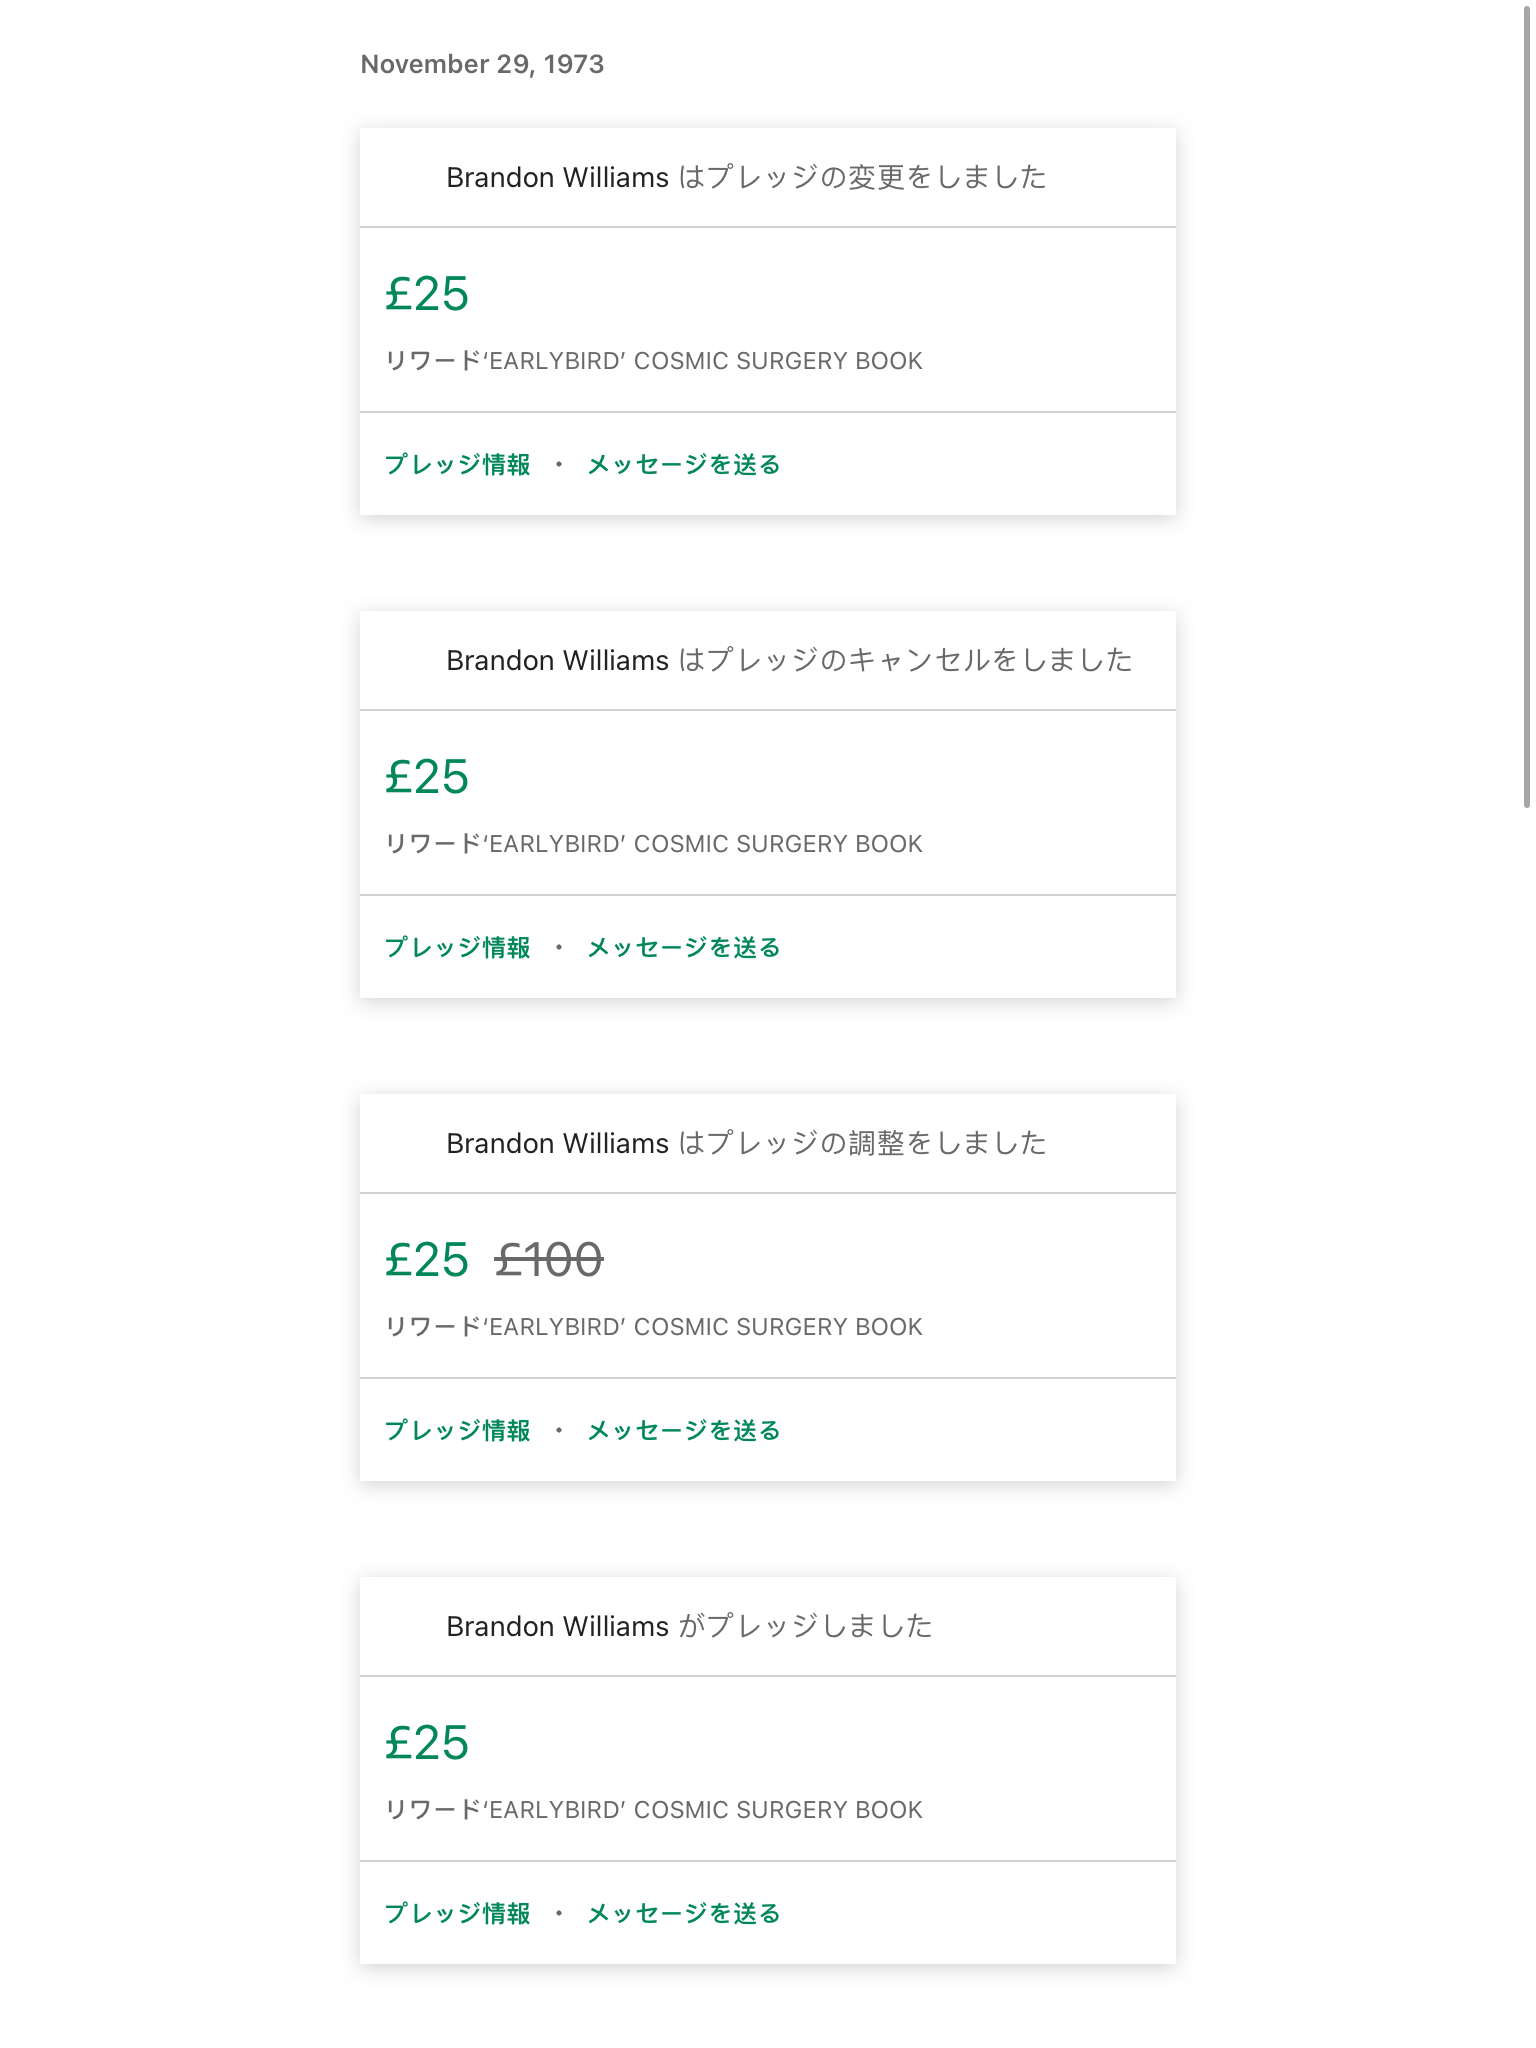 November 29, 1973
Brandon Williams はプレッジの変更をしました
£25
リワード‘EARLYBIRD’ COSMIC SURGERY BOOK
プレッジ情報 • メッセージを送る
Brandon Williams はプレッジのキャンセルをしました
£25
リワード‘EARLYBIRD’ COSMIC SURGERY BOOK
プレッジ情報 • メッセージを送る
Brandon Williams はプレッジの調整をしました
£25 £100
リワード‘EARLYBIRD’ COSMIC SURGERY BOOK
プレッジ情報 • メッセージを送る
Brandon Williams がプレッジしました
£25
リワード‘EARLYBIRD’ COSMIC SURGERY BOOK
プレッジ情報 • メッセージを送る